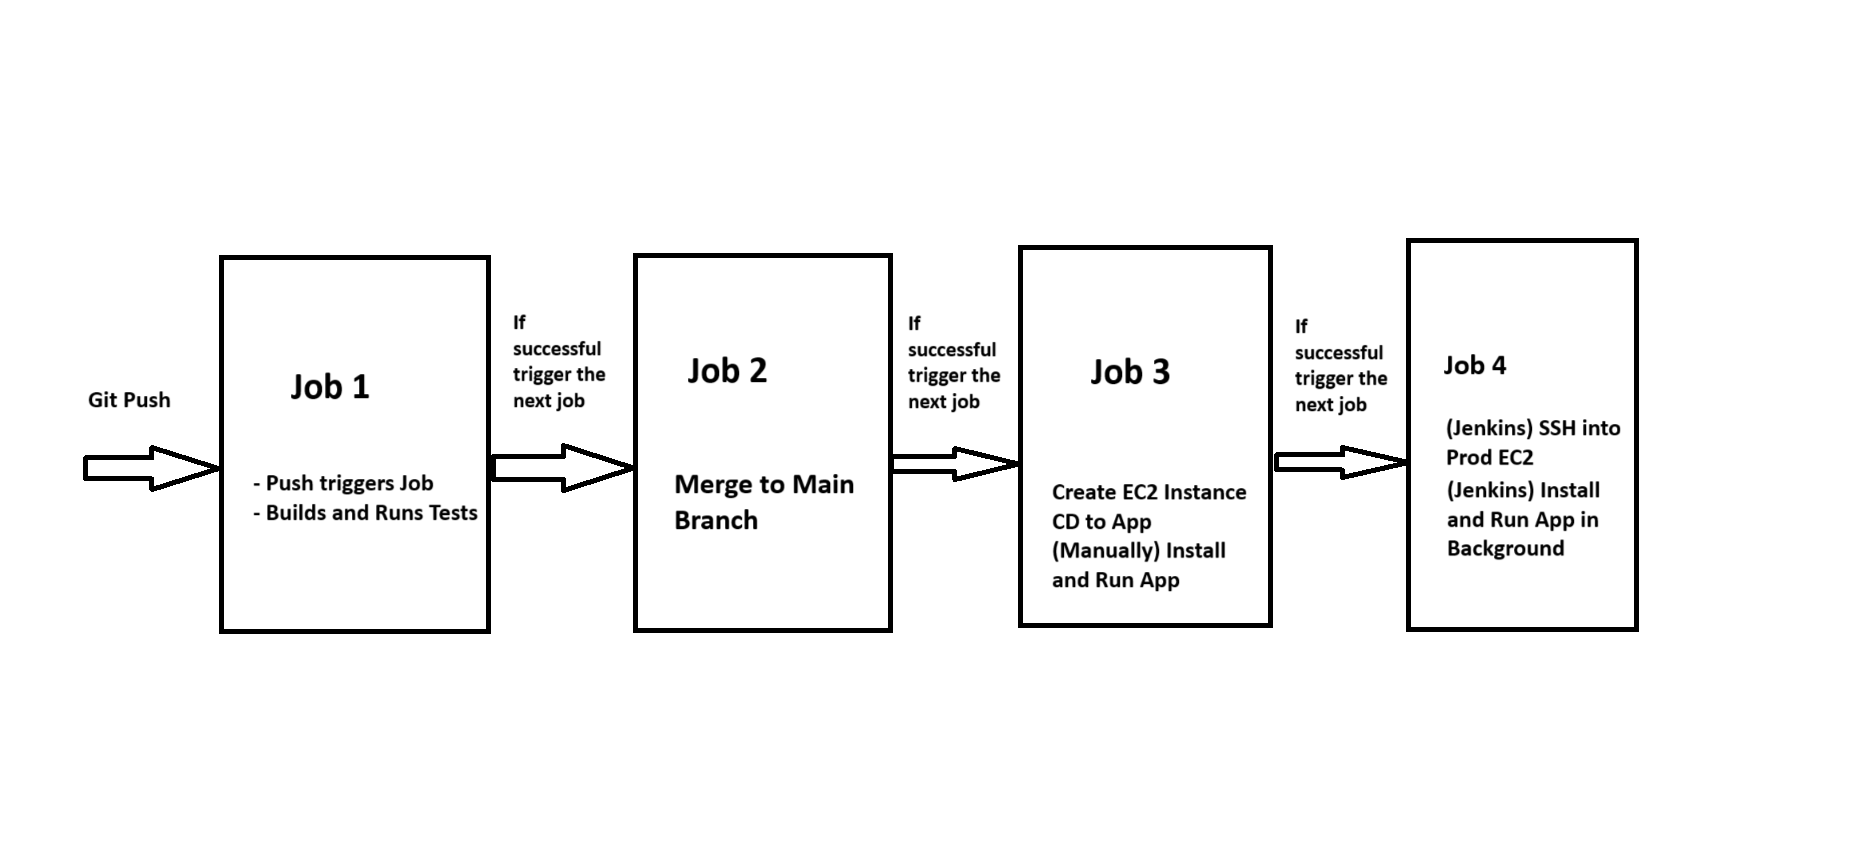 Git Push
Job 1
- Push triggers Job
- Builds and Runs Tests
If
successful
trigger the
next job
Job 2
Merge to Main
Branch
If
successful
trigger the
next job
Job 3
Create EC2 Instance
CD to App
(Manually) Install
and Run App
If
successful
trigger the
next job
Job 4
(Jenkins) SSH into
Prod EC2
(Jenkins) Install
and Run App in
Background